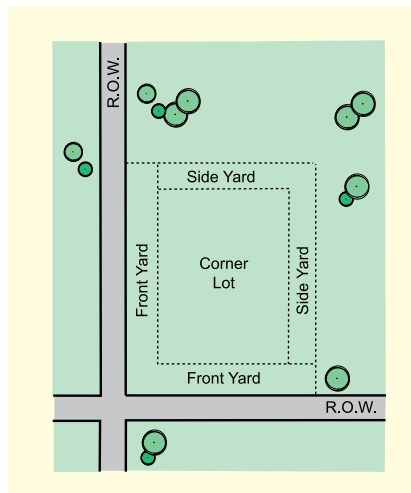 R.O.W.
Side Yard
Front Yard
Corner
Lot
Side Yard
Front Yard
R.O.W.